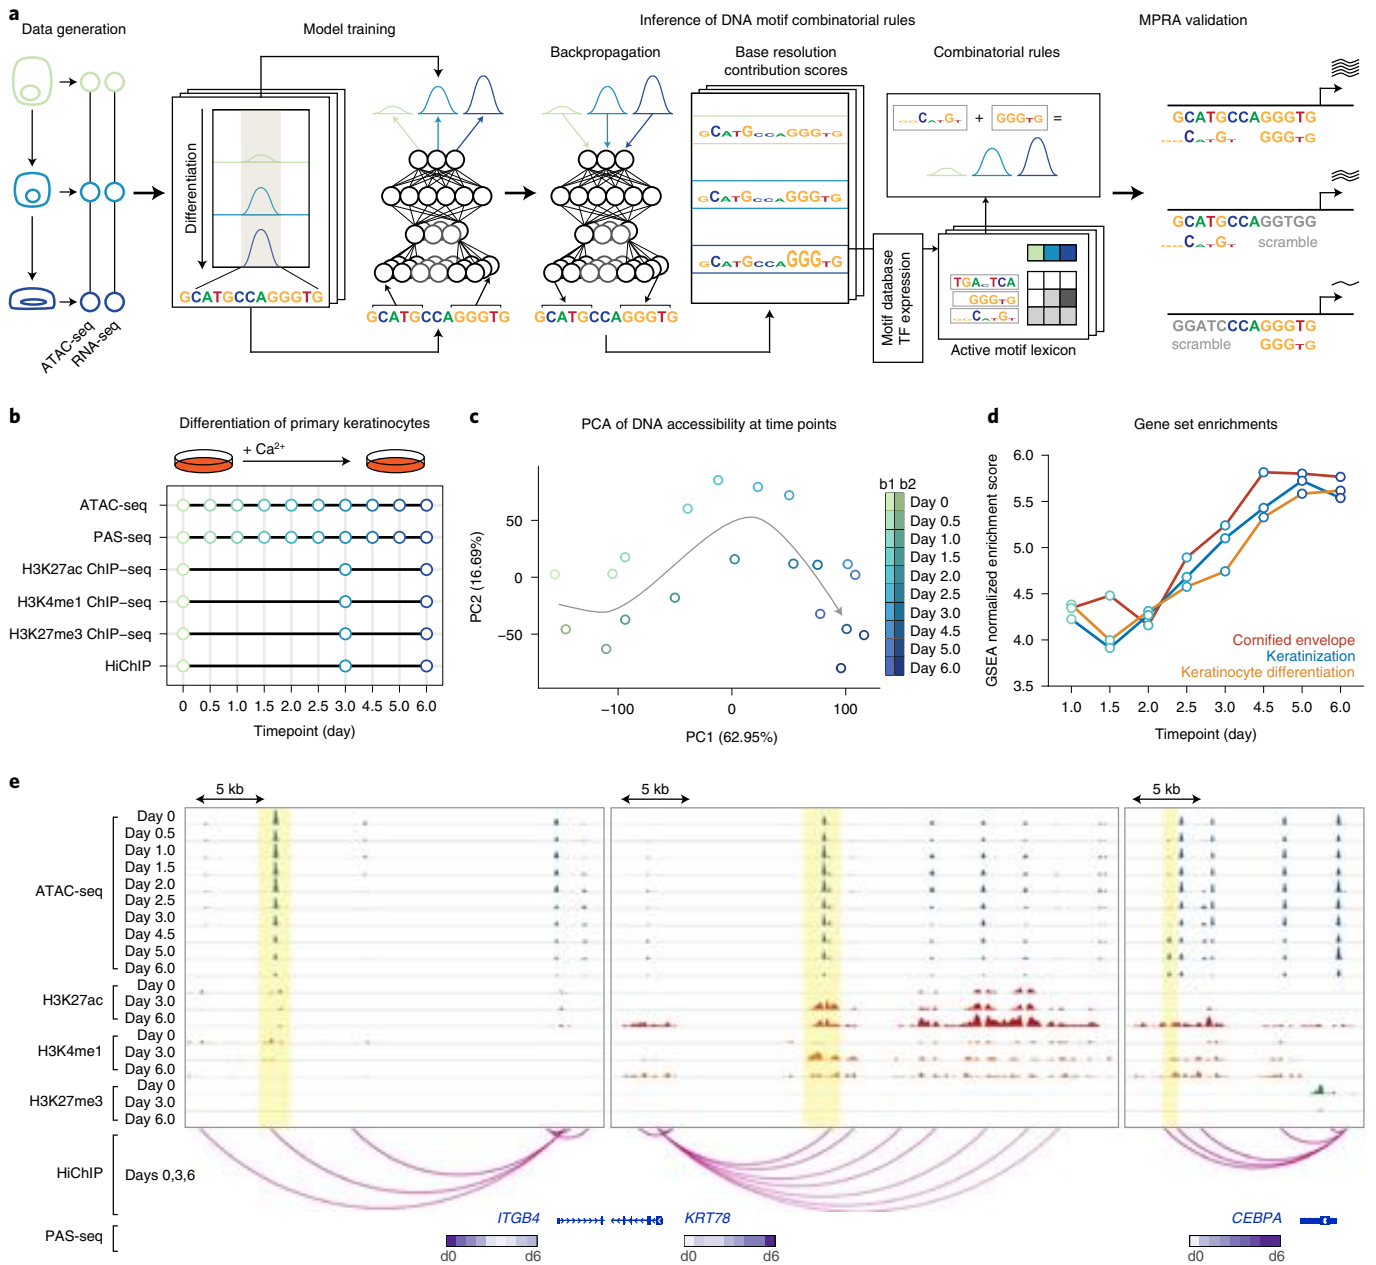 a
Data generation
Model training
Inference of DNA motif combinatorial rules
MPRA validation
Backpropagation
Base resolution
contribution scores
Combinatorial rules
Differentiation
GCATGCCAGGGTG
ATAC-seq
RNA-seq
GCATGCCAGGGTG
GCATGCCAGGGTG
GCATGCCAGGGTG
GCATGCCAGGGTG
GCATGCCAGGGTG
Motif database
TF expression
GGCATGT + GGGTG =
TGAGTCA
GGGTG
GGCATGT
Active motif lexicon
GCATGCCAGGGTG
GGCATGT GGGTG
GCATGCCAGGTGG
GGCATGT scramble
GGATCCCAGGGTG
scramble GGGTG
b
Differentiation of primary keratinocytes
+ Ca²⁺
ATAC-seq
PAS-seq
H3K27ac ChIP–seq
H3K4me1 ChIP–seq
H3K27me3 ChIP–seq
HiChIP
0 0.5 1.0 1.5 2.0 2.5 3.0 4.5 5.0 6.0
Timepoint (day)
c
PCA of DNA accessibility at time points
PC2 (16.69%)
50
0
−50
−100 0 100
PC1 (62.95%)
b1 b2
Day 0
Day 0.5
Day 1.0
Day 1.5
Day 2.0
Day 2.5
Day 3.0
Day 4.5
Day 5.0
Day 6.0
d
Gene set enrichments
GSEA normalized enrichment score
6.0
5.5
5.0
4.5
4.0
3.5
Cornified envelope
Keratinization
Keratinocyte differentiation
1.0 1.5 2.0 2.5 3.0 4.5 5.0 6.0
Timepoint (day)
e
5 kb
5 kb
5 kb
ATAC-seq
Day 0
Day 0.5
Day 1.0
Day 1.5
Day 2.0
Day 2.5
Day 3.0
Day 4.5
Day 5.0
Day 6.0
H3K27ac
Day 0
Day 3.0
Day 6.0
H3K4me1
Day 0
Day 3.0
Day 6.0
H3K27me3
Day 0
Day 3.0
Day 6.0
HiChIP
Days 0,3,6
PAS-seq
ITGB4
d0 d6
KRT78
d0 d6
CEBPA
d0 d6